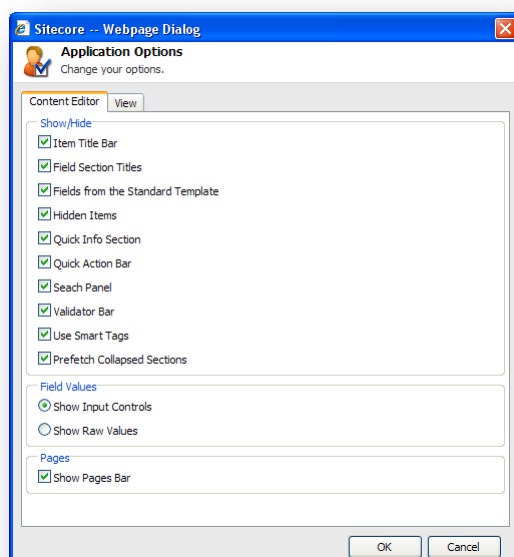 Sitecore -- Webpage Dialog
Application Options
Change your options.
Content Editor View
Show/Hide
Item Title Bar
Field Section Titles
Fields from the Standard Template
Hidden Items
Quick Info Section
Quick Action Bar
Seach Panel
Validator Bar
Use Smart Tags
Prefetch Collapsed Sections
Field Values
Show Input Controls
Show Raw Values
Pages
Show Pages Bar
OK Cancel